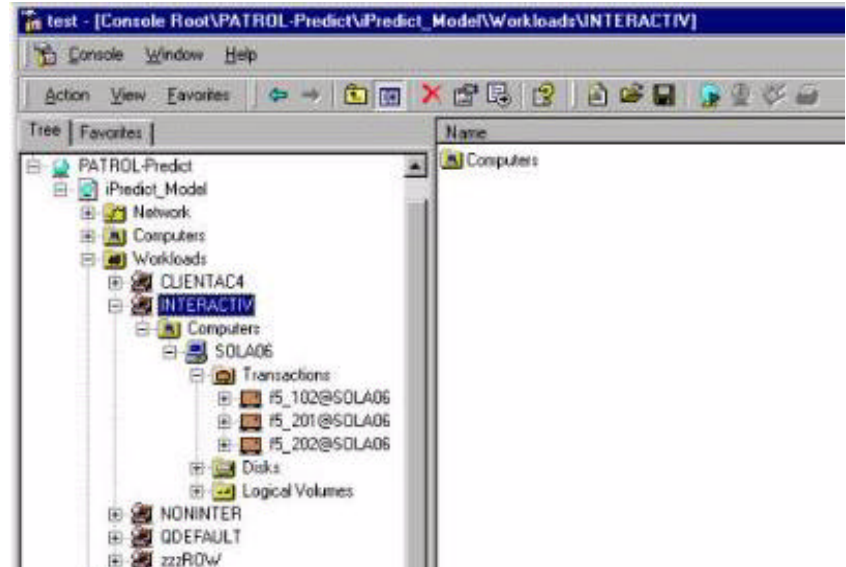 test - [Console Root\PATROL-Predict\iPredict_Model\Workloads\INTERACTIV]
Console Window Help
Action View Favorites
Tree Favorites
Name
PATROL-Predict
iPredict_Model
Network
Computers
Workloads
CLIENTAC4
INTERACTIV
Computers
SOLA06
Transactions
f5_102@SOLA06
f5_201@SOLA06
f5_202@SOLA06
Disks
Logical Volumes
NONINTER
QDEFAULT
zzzROW
Computers